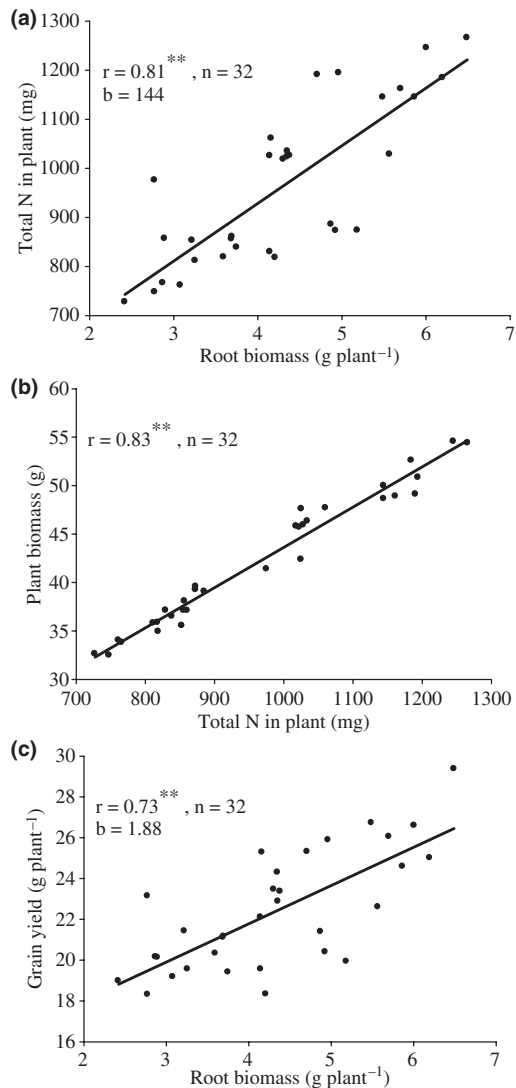 (a)
1300
1200
1100
1000
900
800
700
Total N in plant (mg)
r = 0.81**, n = 32
b = 144
2 3 4 5 6 7
Root biomass (g plant⁻¹)
(b)
60
55
50
45
40
35
30
Plant biomass (g)
r = 0.83**, n = 32
700 800 900 1000 1100 1200 1300
Total N in plant (mg)
(c)
30
28
26
24
22
20
18
16
Grain yield (g plant⁻¹)
r = 0.73**, n = 32
b = 1.88
2 3 4 5 6 7
Root biomass (g plant⁻¹)